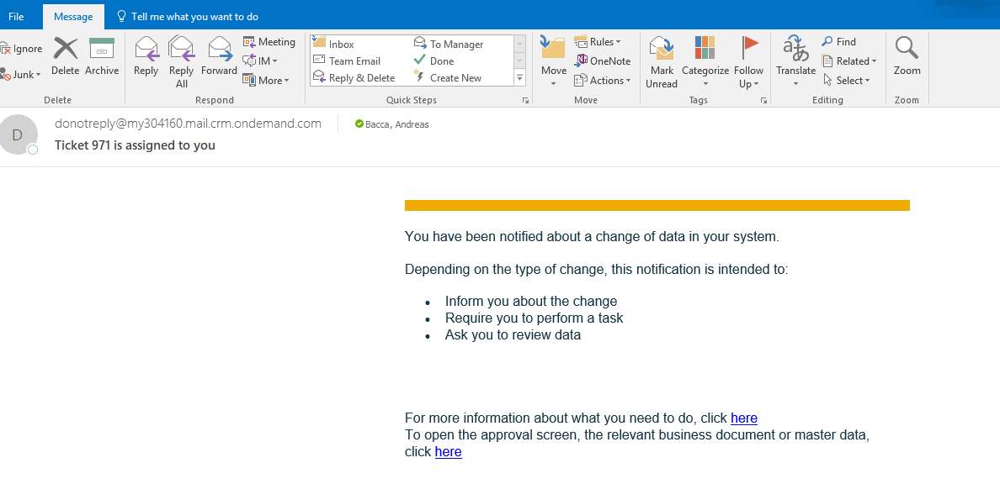 File Message Tell me what you want to do
Ignore
Junk
Delete
Archive
Delete
Reply
Reply All
Forward
Meeting
IM
More
Respond
Inbox
Team Email
Reply & Delete
To Manager
Done
Create New
Quick Steps
Move
Rules
OneNote
Actions
Move
Mark Unread
Categorize
Follow Up
Tags
Translate
Find
Related
Select
Editing
Zoom
Zoom
D
donotreply@my304160.mail.crm.ondemand.com
Bacca, Andreas
Ticket 971 is assigned to you
You have been notified about a change of data in your system.
Depending on the type of change, this notification is intended to:
• Inform you about the change
• Require you to perform a task
• Ask you to review data
For more information about what you need to do, click here
To open the approval screen, the relevant business document or master data,
click here